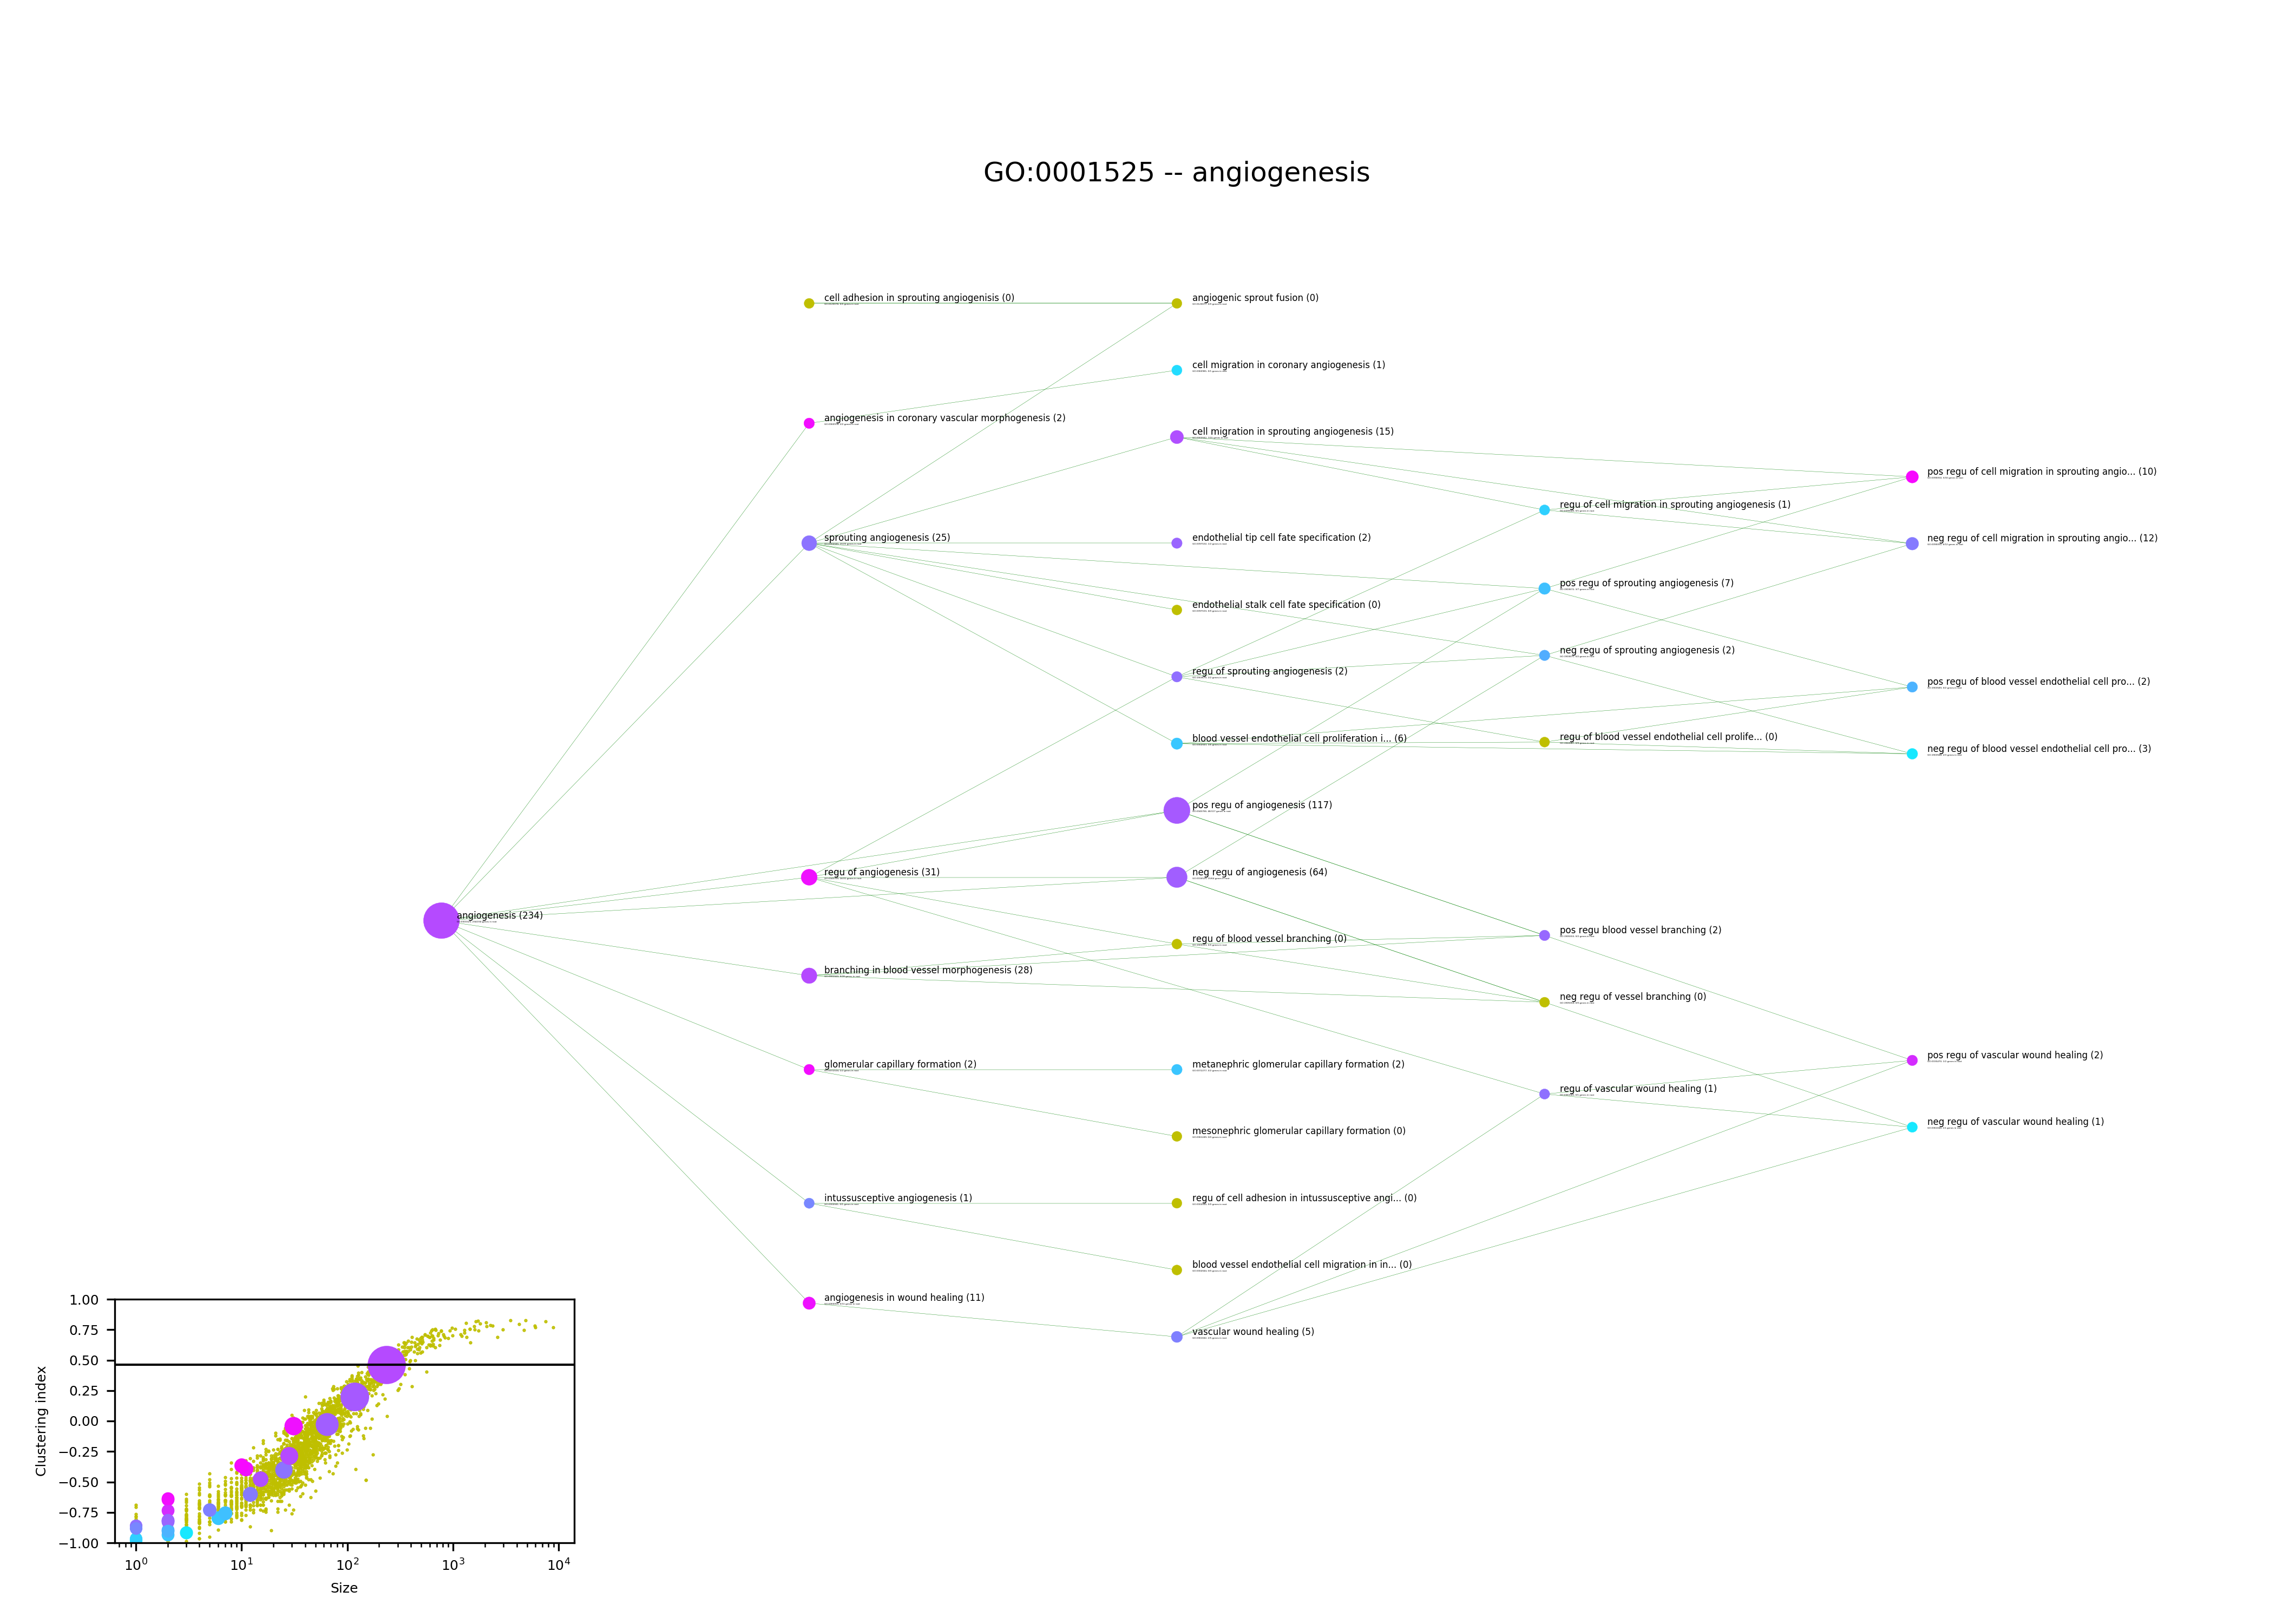 GO:0001525 -- angiogenesis
cell adhesion in sprouting angiogenisis (0)
angiogenic sprout fusion (0)
cell migration in coronary angiogenesis (1)
angiogenesis in coronary vascular morphogenesis (2)
cell migration in sprouting angiogenesis (15)
pos regu of cell migration in sprouting angio... (10)
regu of cell migration in sprouting angiogenesis (1)
sprouting angiogenesis (25)
endothelial tip cell fate specification (2)
neg regu of cell migration in sprouting angio... (12)
pos regu of sprouting angiogenesis (7)
endothelial stalk cell fate specification (0)
neg regu of sprouting angiogenesis (2)
regu of sprouting angiogenesis (2)
pos regu of blood vessel endothelial cell pro... (2)
blood vessel endothelial cell proliferation i... (6)
regu of blood vessel endothelial cell prolife... (0)
neg regu of blood vessel endothelial cell pro... (3)
pos regu of angiogenesis (117)
regu of angiogenesis (31)
neg regu of angiogenesis (64)
angiogenesis (234)
pos regu blood vessel branching (2)
regu of blood vessel branching (0)
branching in blood vessel morphogenesis (28)
neg regu of vessel branching (0)
pos regu of vascular wound healing (2)
glomerular capillary formation (2)
metanephric glomerular capillary formation (2)
regu of vascular wound healing (1)
neg regu of vascular wound healing (1)
mesonephric glomerular capillary formation (0)
intussusceptive angiogenesis (1)
regu of cell adhesion in intussusceptive angi... (0)
blood vessel endothelial cell migration in in... (0)
angiogenesis in wound healing (11)
vascular wound healing (5)
Clustering index
1.00
0.75
0.50
0.25
0.00
−0.25
−0.50
−0.75
−1.00
10⁰ 10¹ 10² 10³ 10⁴
Size